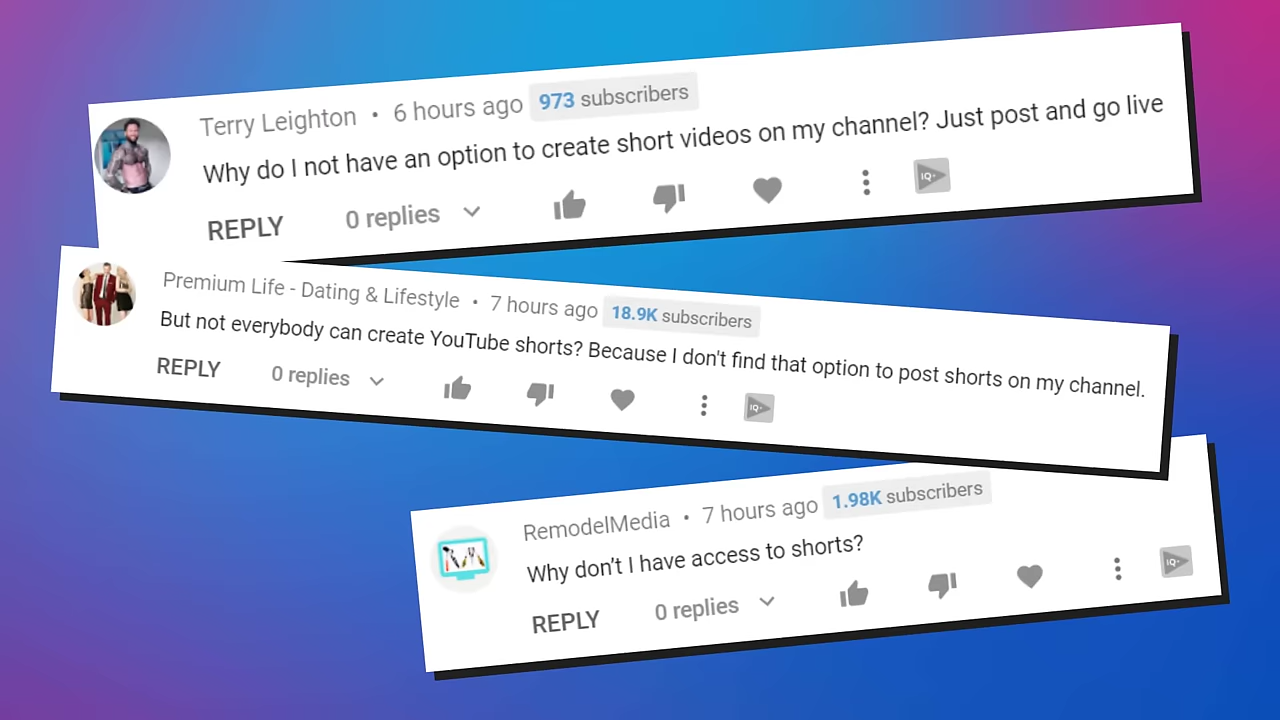 Terry Leighton • 6 hours ago 973 subscribers
Why do I not have an option to create short videos on my channel? Just post and go live
REPLY 0 replies IQ+
Premium Life - Dating & Lifestyle • 7 hours ago 18.9K subscribers
But not everybody can create YouTube shorts? Because I don't find that option to post shorts on my channel.
REPLY 0 replies IQ+
RemodelMedia • 7 hours ago 1.98K subscribers
Why don’t I have access to shorts?
REPLY 0 replies IQ+